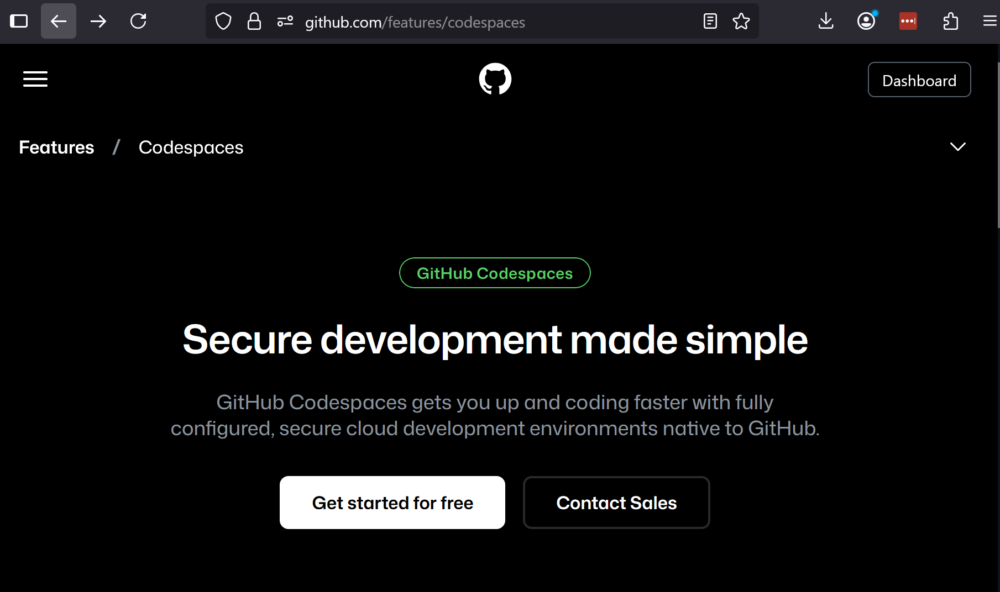 github.com/features/codespaces
Dashboard
Features / Codespaces
GitHub Codespaces
Secure development made simple
GitHub Codespaces gets you up and coding faster with fully
configured, secure cloud development environments native to GitHub.
Get started for free
Contact Sales